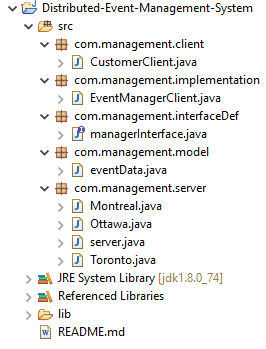 Distributed-Event-Management-System
src
com.management.client
CustomerClient.java
com.management.implementation
EventManagerClient.java
com.management.interfaceDef
managerInterface.java
com.management.model
eventData.java
com.management.server
Montreal.java
Ottawa.java
server.java
Toronto.java
JRE System Library [jdk1.8.0_74]
Referenced Libraries
lib
README.md